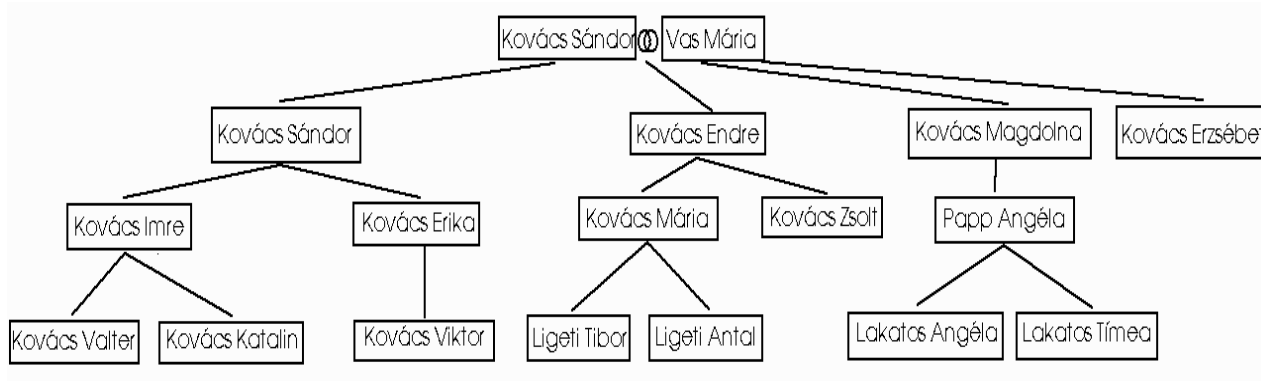 Kovács Sándor Vas Mária
Kovács Sándor Kovács Endre Kovács Magdolna Kovács Erzsébet
Kovács Imre Kovács Erika Kovács Mária Kovács Zsolt Papp Angéla
Kovács Valter Kovács Katalin Kovács Viktor Ligeti Tibor Ligeti Antal Lakatos Angéla Lakatos Tímea